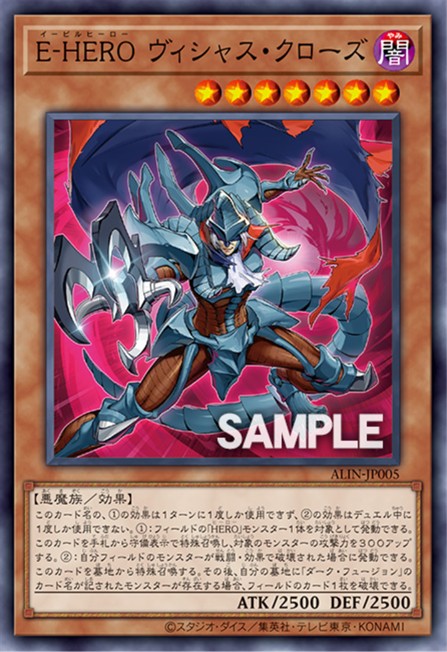 イービルヒーロー
E-HERO ヴィシャス・クローズ
やみ
闇
SAMPLE
ALIN-JP005
【悪魔族／効果】
このカード名の、①の効果は1ターンに1度しか使用できず、②の効果はデュエル中に
1度しか使用できない。①：フィールドの「HERO」モンスター1体を対象として発動できる。
このカードを手札から守備表示で特殊召喚し、対象のモンスターの攻撃力を300アップ
する。②：自分フィールドのモンスターが戦闘・効果で破壊された場合に発動できる。
このカードを墓地から特殊召喚する。その後、自分の墓地に「ダーク・フュージョン」の
カード名が記されたモンスターが存在する場合、フィールドのカード1枚を破壊できる。
ATK/2500 DEF/2500
©スタジオ・ダイス／集英社・テレビ東京・KONAMI